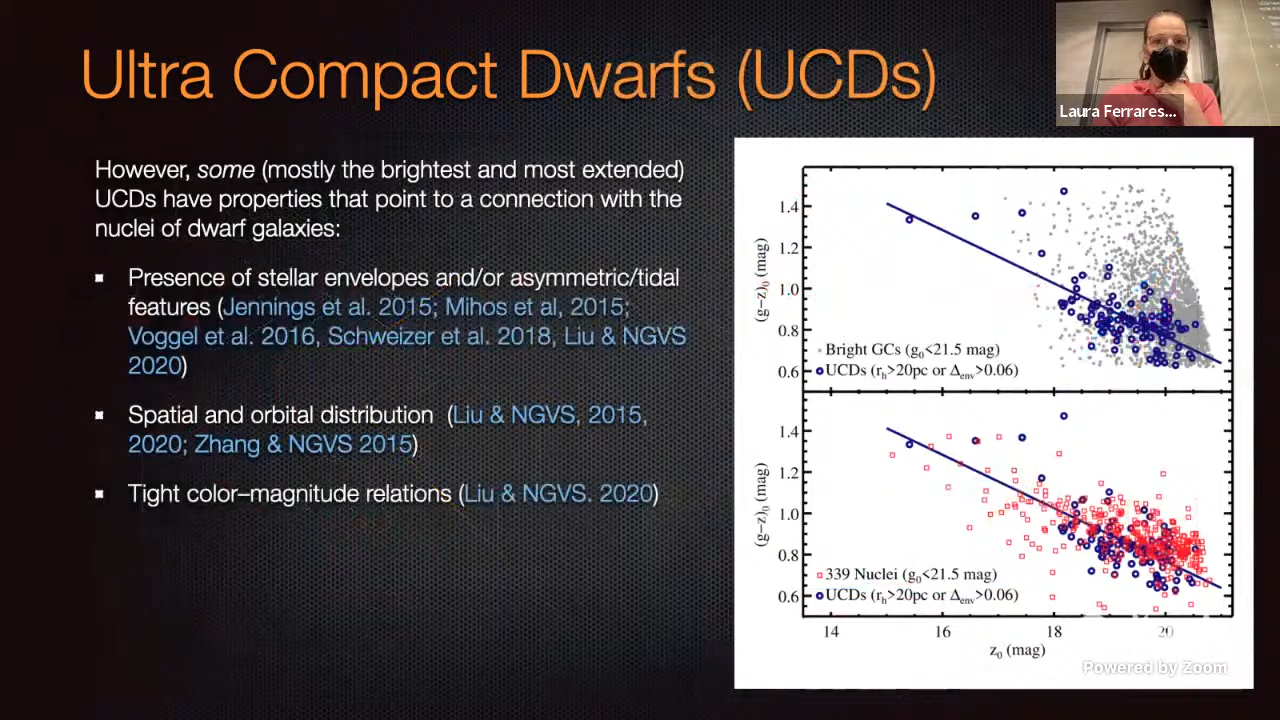 Ultra Compact Dwarfs (UCDs)
Laura Ferrares...
However, some (mostly the brightest and most extended)
UCDs have properties that point to a connection with the
nuclei of dwarf galaxies:
Presence of stellar envelopes and/or asymmetric/tidal
features (Jennings et al. 2015; Mihos et al, 2015;
Voggel et al. 2016, Schweizer et al. 2018, Liu & NGVS
2020)
Spatial and orbital distribution (Liu & NGVS, 2015,
2020; Zhang & NGVS 2015)
Tight color–magnitude relations (Liu & NGVS. 2020)
(g−z)₀ (mag)
1.4
1.2
1.0
0.8
0.6
Bright GCs (g₀<21.5 mag)
UCDs (rₕ>20pc or Δenv>0.06)
(g−z)₀ (mag)
1.4
1.2
1.0
0.8
0.6
339 Nuclei (g₀<21.5 mag)
UCDs (rₕ>20pc or Δenv>0.06)
14 16 18 20
z₀ (mag)
Powered by Zoom